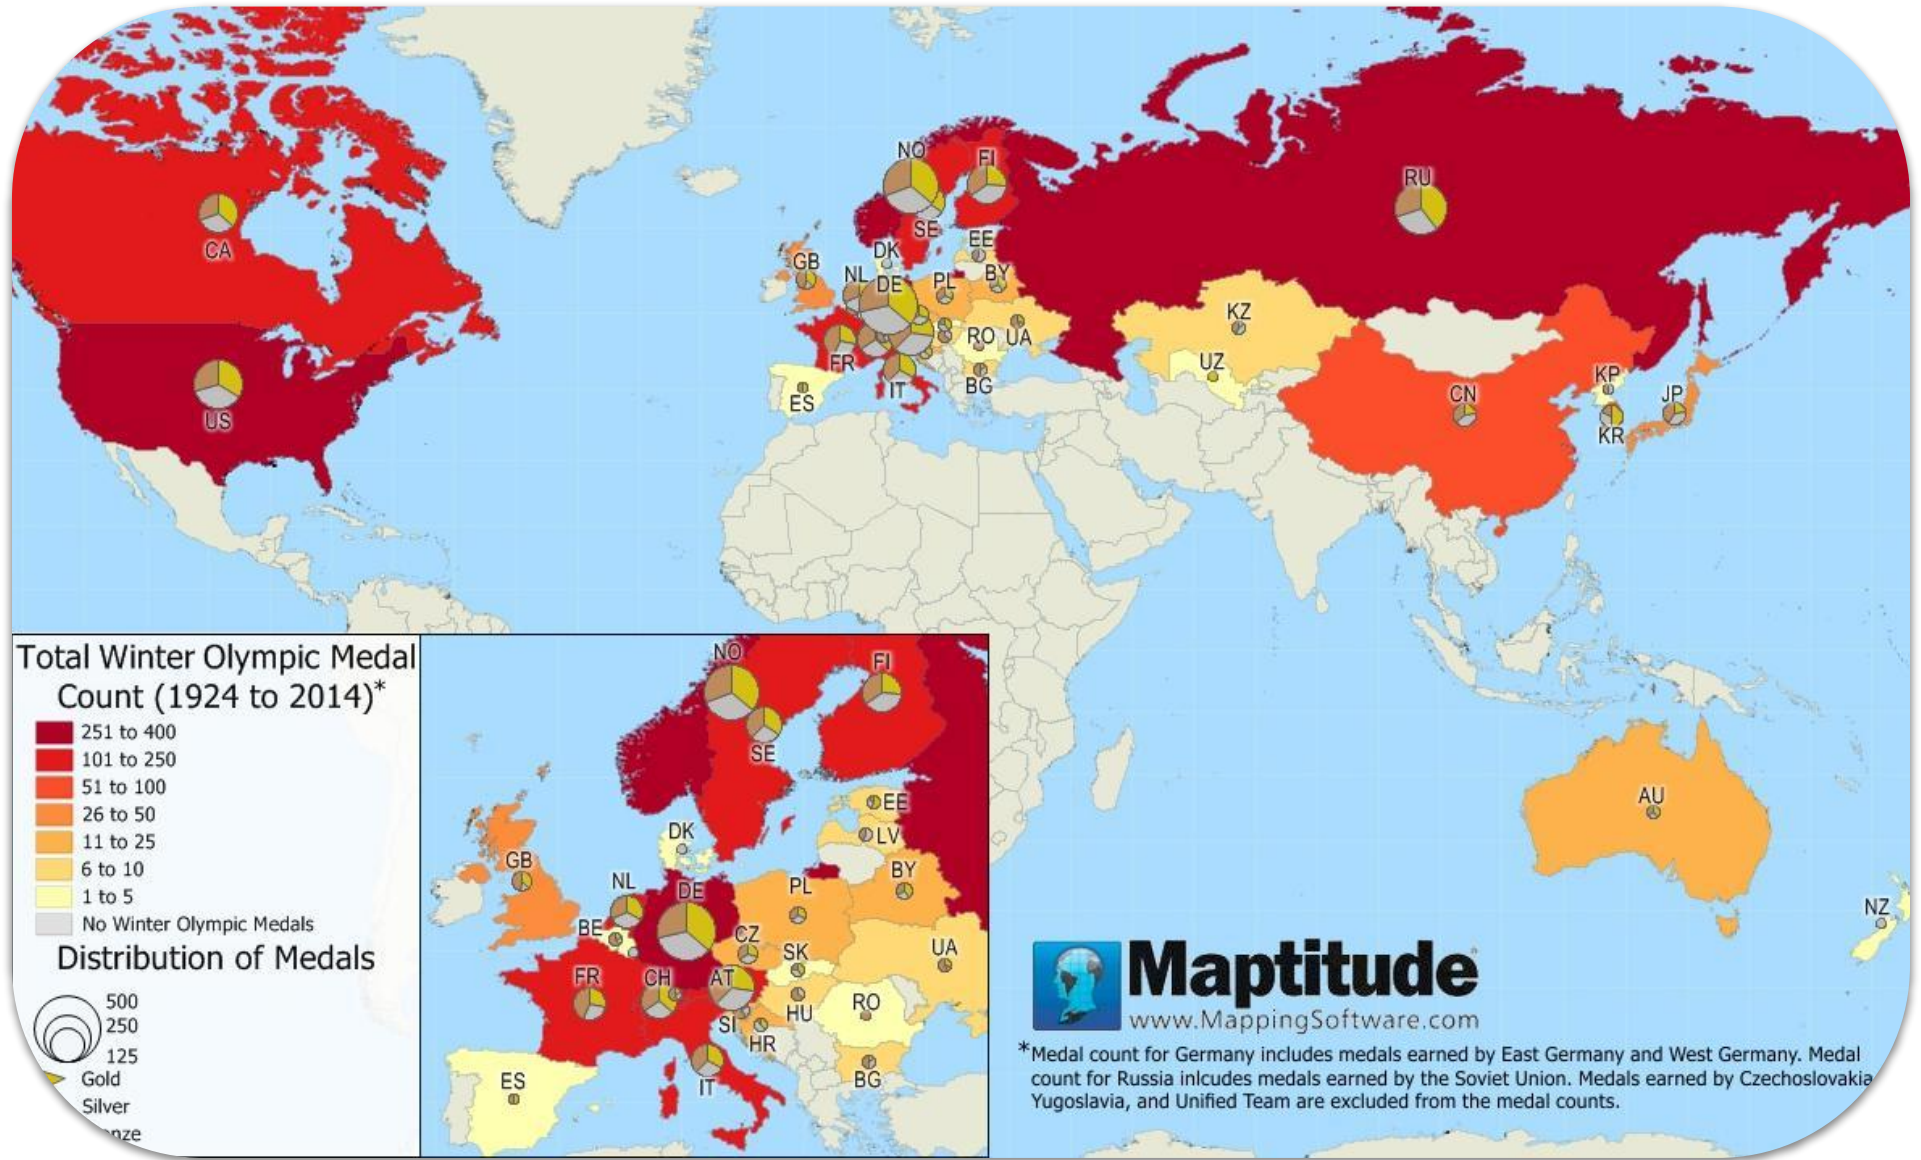 NO
FI
RU
CA
SE
EE
DK
GB
NL
DE
PL
BY
KZ
RO
UA
UZ
FR
US
IT
BG
ES
KP
CN
JP
KR
Total Winter Olympic Medal
Count (1924 to 2014)*
251 to 400
101 to 250
51 to 100
26 to 50
11 to 25
6 to 10
1 to 5
No Winter Olympic Medals
Distribution of Medals
500
250
125
Gold
Silver
nze
NO
FI
SE
EE
DK
LV
GB
BY
NL
DE
PL
BE
CZ
SK
UA
FR
CH
AT
RO
HU
SI
HR
IT
BG
ES
AU
NZ
Maptitude
www.MappingSoftware.com
*Medal count for Germany includes medals earned by East Germany and West Germany. Medal
count for Russia inlcudes medals earned by the Soviet Union. Medals earned by Czechoslovakia
Yugoslavia, and Unified Team are excluded from the medal counts.